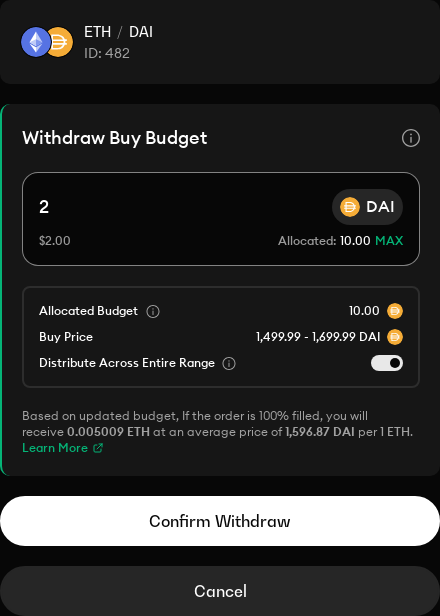 ETH / DAI
ID: 482
Withdraw Buy Budget
2
DAI
$2.00
Allocated: 10.00 MAX
Allocated Budget
10.00
Buy Price
1,499.99 - 1,699.99 DAI
Distribute Across Entire Range
Based on updated budget, If the order is 100% filled, you will
receive 0.005009 ETH at an average price of 1,596.87 DAI per 1 ETH.
Learn More
Confirm Withdraw
Cancel